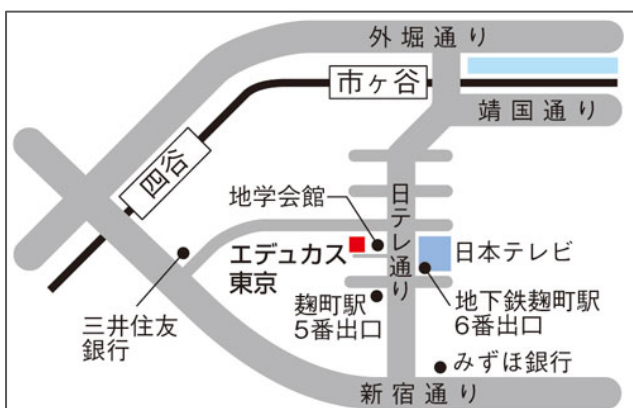 外堀通り
市ヶ谷
靖国通り
四谷
日テレ通り
地学会館
エデュカス
東京
日本テレビ
麹町駅
5番出口
地下鉄麹町駅
6番出口
三井住友
銀行
みずほ銀行
新宿通り